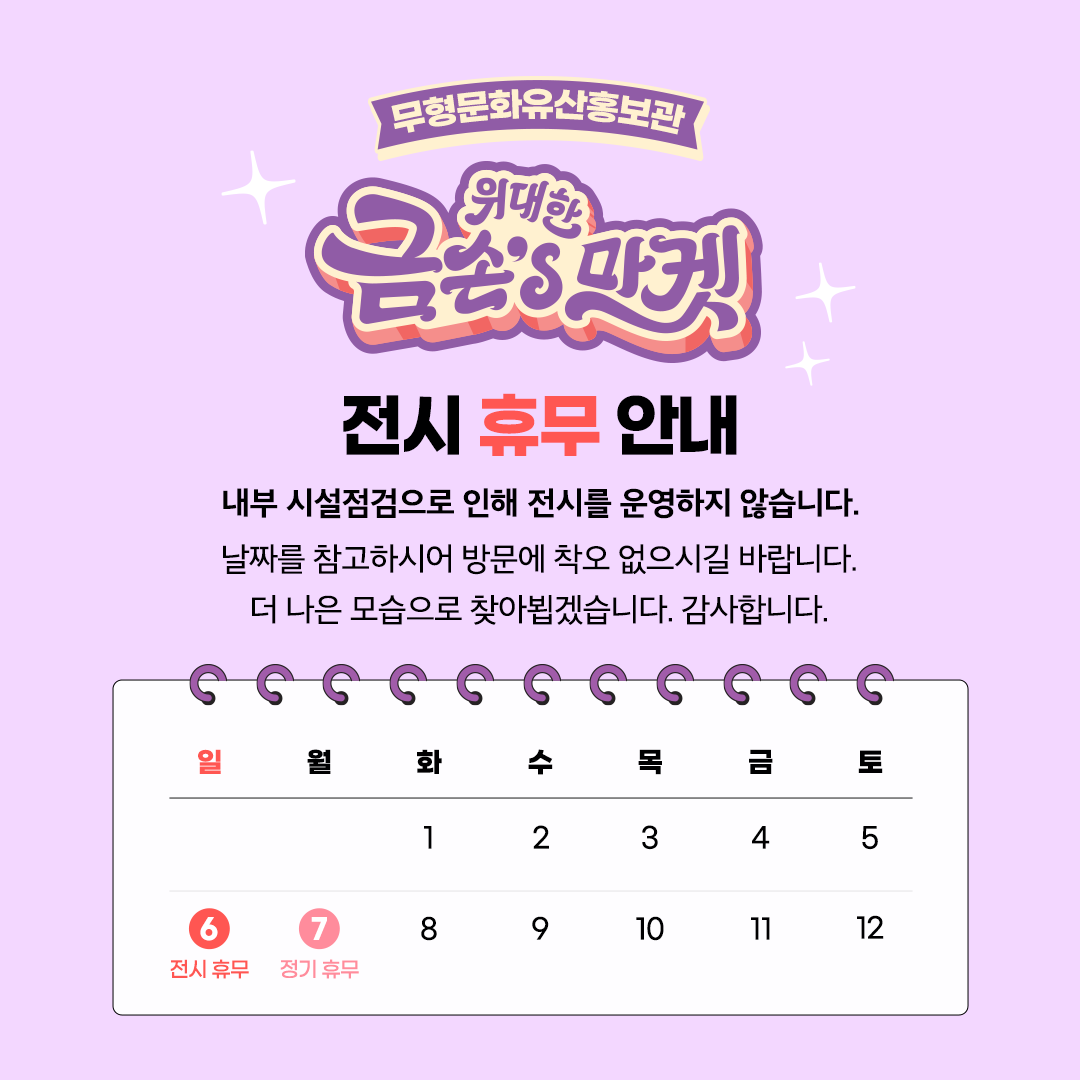 무형문화유산홍보관
위대한
금손's 마켓
전시 휴무 안내
내부 시설점검으로 인해 전시를 운영하지 않습니다.
날짜를 참고하시어 방문에 착오 없으시길 바랍니다.
더 나은 모습으로 찾아뵙겠습니다. 감사합니다.
일 월 화 수 목 금 토
1 2 3 4 5
6 7 8 9 10 11 12
전시 휴무 정기 휴무